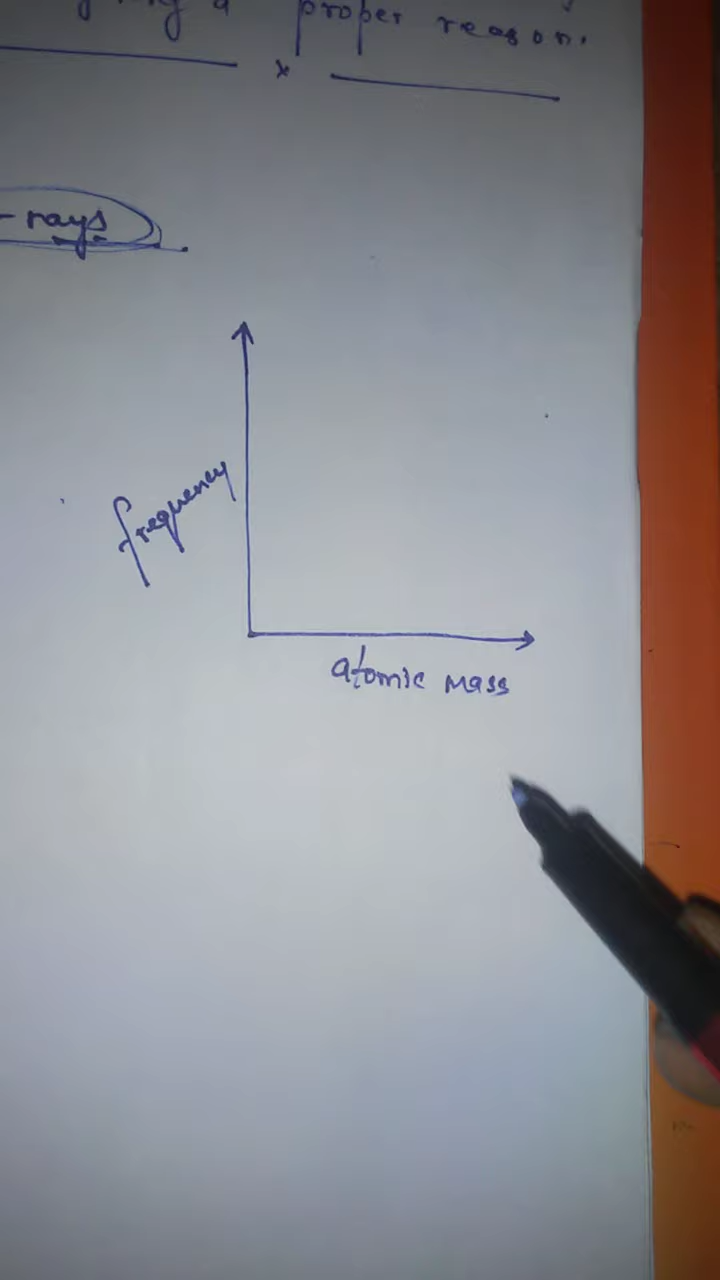 a proper reason.
x
-rays
frequency
atomic mass